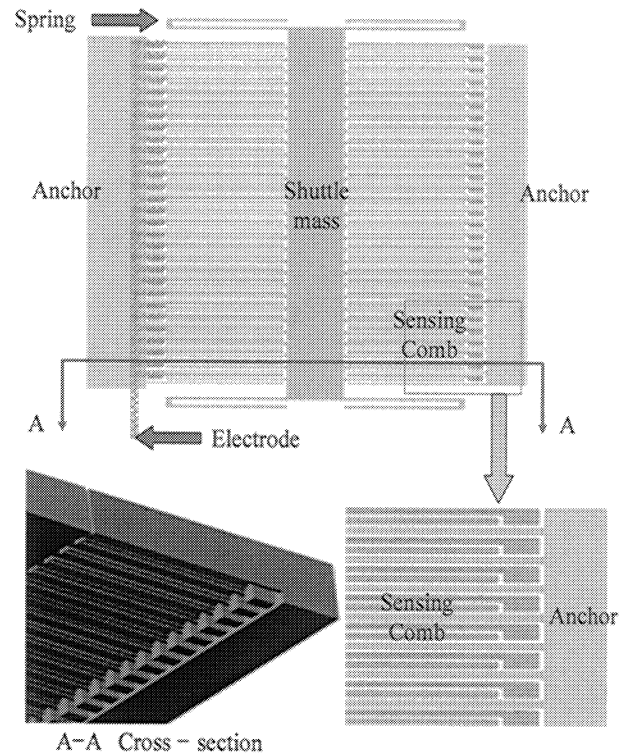 Spring
Anchor
Shuttle
mass
Anchor
Sensing
Comb
A
A
Electrode
Sensing
Comb
Anchor
A-A Cross-section